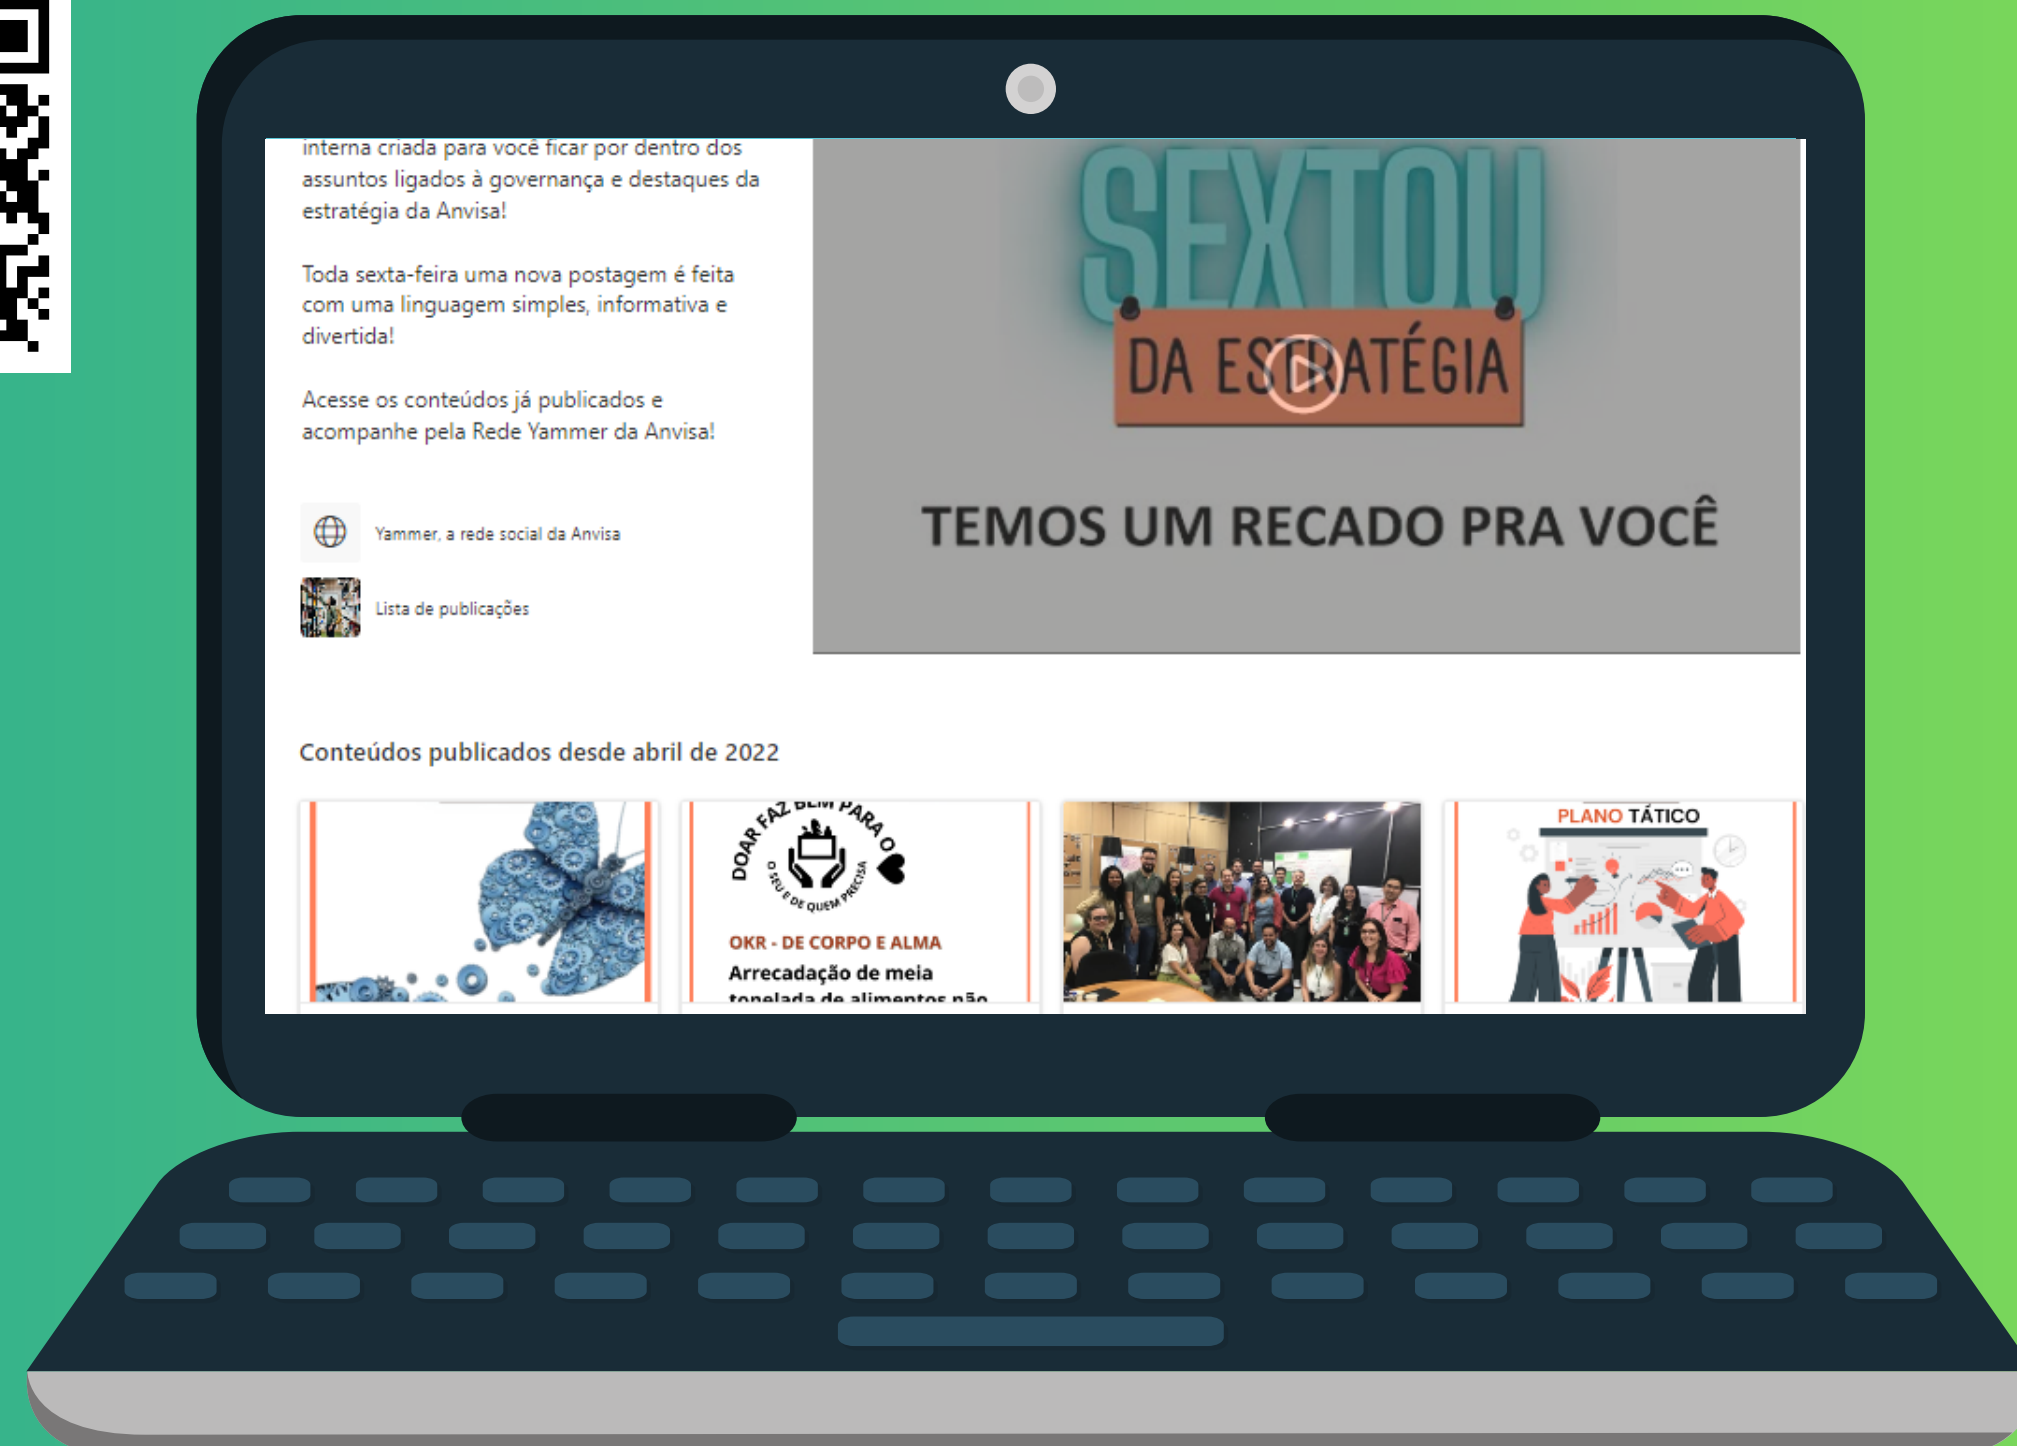 interna criada para você ficar por dentro dos
assuntos ligados à governança e destaques da
estratégia da Anvisa!
Toda sexta-feira uma nova postagem é feita
com uma linguagem simples, informativa e
divertida!
Acesse os conteúdos já publicados e
acompanhe pela Rede Yammer da Anvisa!
Yammer, a rede social da Anvisa
Lista de publicações
SEXTOU
DA ESTRATÉGIA
TEMOS UM RECADO PRA VOCÊ
Conteúdos publicados desde abril de 2022
DOAR FAZ BEM PARA O
O SEU E DE QUEM PRECISA
OKR - DE CORPO E ALMA
Arrecadação de meia
tonelada de alimentos não
PLANO TÁTICO